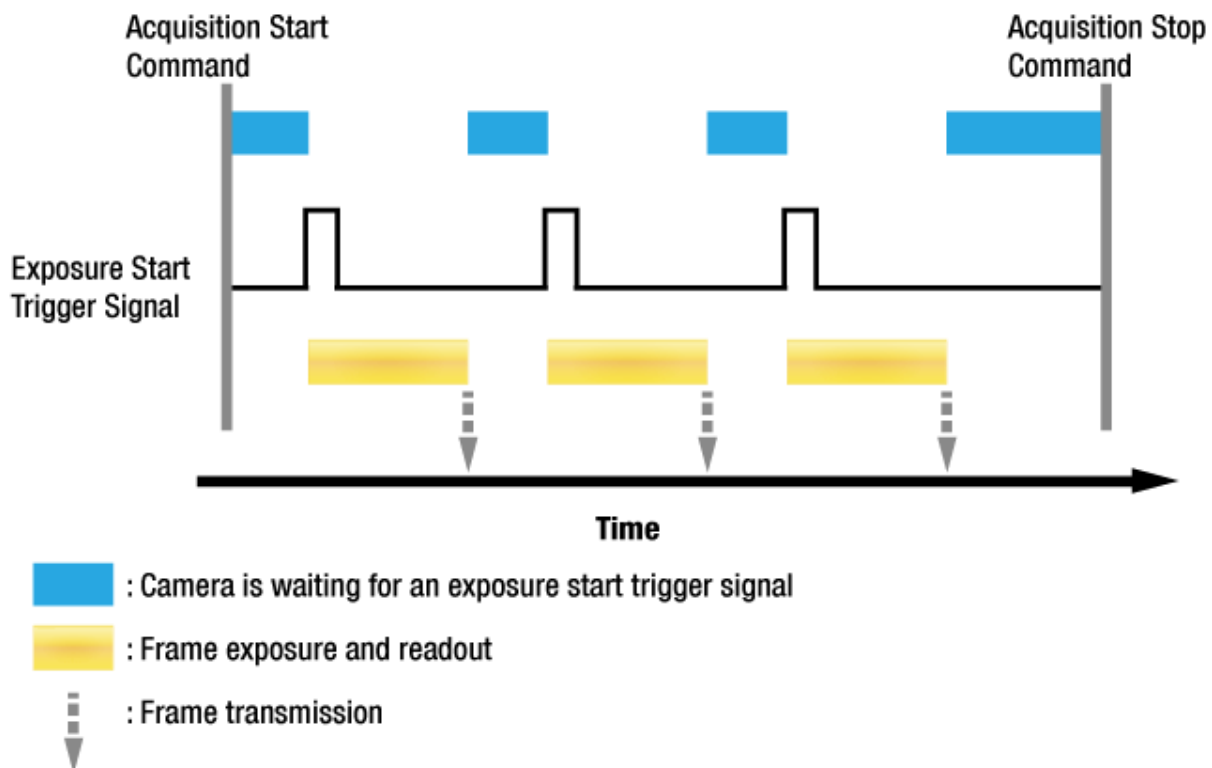 Acquisition Start
Command
Acquisition Stop
Command
Exposure Start
Trigger Signal
Time
: Camera is waiting for an exposure start trigger signal
: Frame exposure and readout
: Frame transmission